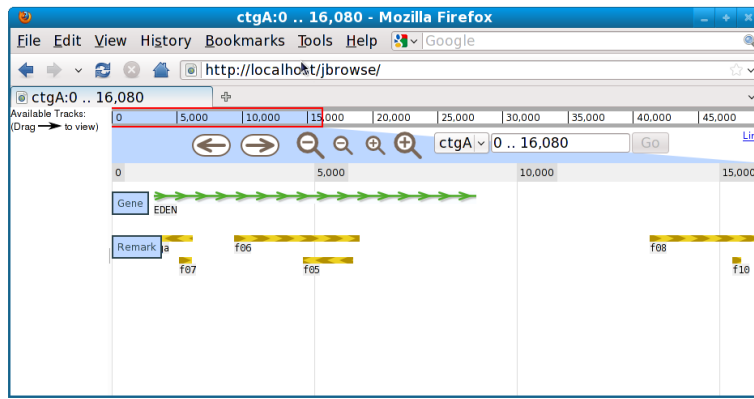 ctgA:0 .. 16,080 - Mozilla Firefox
File Edit View History Bookmarks Tools Help Google
http://localhost/jbrowse/
ctgA:0 .. 16,080
Available Tracks:
(Drag to view)
0 5,000 10,000 15,000 20,000 25,000 30,000 35,000 40,000 45,000
ctgA 0 .. 16,080 Go
0 5,000 10,000 15,000
Gene
EDEN
Remark
f06 f08
f07 f05 f10